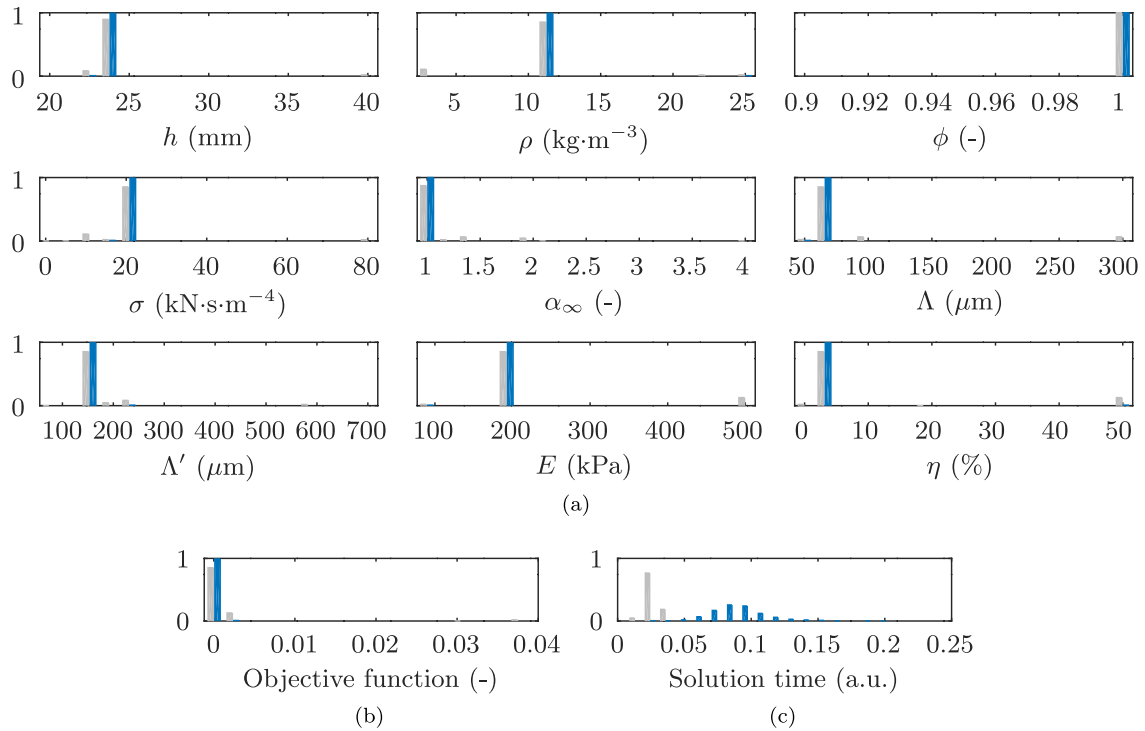 1
0
20 25 30 35 40
h (mm)
1
0
5 10 15 20 25
ρ (kg·m⁻³)
1
0
0.9 0.92 0.94 0.96 0.98 1
ϕ (-)
1
0
0 20 40 60 80
σ (kN·s·m⁻⁴)
1
0
1 1.5 2 2.5 3 3.5 4
α∞ (-)
1
0
50 100 150 200 250 300
Λ (μm)
1
0
100 200 300 400 500 600 700
Λ′ (μm)
1
0
100 200 300 400 500
E (kPa)
1
0
0 10 20 30 40 50
η (%)
(a)
1
0
0 0.01 0.02 0.03 0.04
Objective function (-)
(b)
1
0
0 0.05 0.1 0.15 0.2 0.25
Solution time (a.u.)
(c)